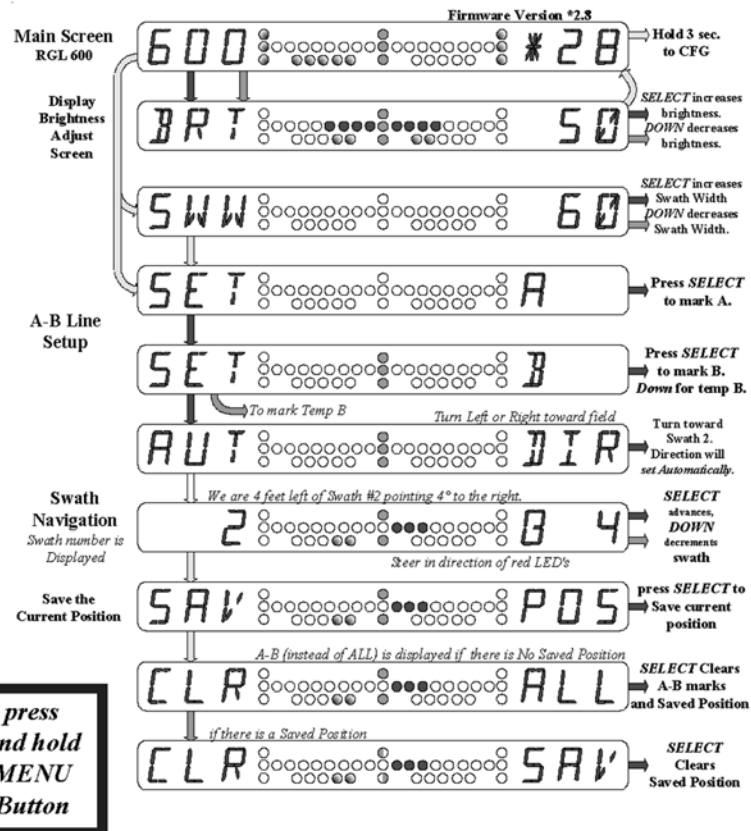 Firmware Version *2.8
Main Screen
RGL 600
600 *28
Hold 3 sec.
to CFG
Display
Brightness
Adjust
Screen
BRT 50
SELECT increases
brightness.
DOWN decreases
brightness.
SWW 60
SELECT increases
Swath Width
DOWN decreases
Swath Width.
SET A
Press SELECT
to mark A.
A-B Line
Setup
SET B
Press SELECT
to mark B.
Down for temp B.
To mark Temp B
Turn Left or Right toward field
AUT DIR
Turn toward
Swath 2.
Direction will
set Automatically.
We are 4 feet left of Swath #2 pointing 4° to the right.
Swath
Navigation
Swath number is
Displayed
2 4
SELECT
advances,
DOWN
decrements
swath
Steer in direction of red LED's
Save the
Current Position
SAV POS
press SELECT to
Save current
position
A-B (instead of ALL) is displayed if there is No Saved Position
CLR ALL
SELECT Clears
A-B marks
and Saved Position
if there is a Saved Position
CLR SAV
SELECT
Clears
Saved Position
press
nd hold
MENU
Button